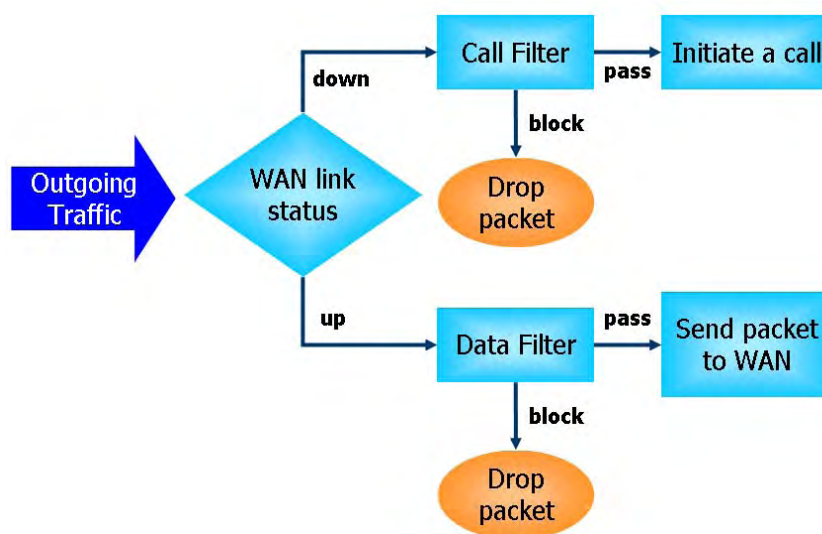 Outgoing
Traffic
WAN link
status
down
Call Filter
pass
Initiate a call
block
Drop
packet
up
Data Filter
pass
Send packet
to WAN
block
Drop
packet